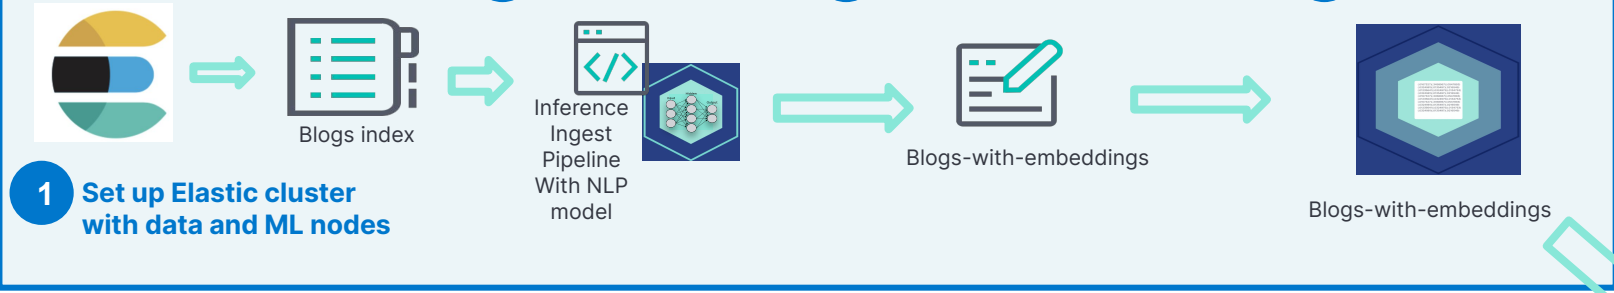 Blogs index
Inference
Ingest
Pipeline
With NLP
model
Blogs-with-embeddings
Blogs-with-embeddings
1
Set up Elastic cluster
with data and ML nodes